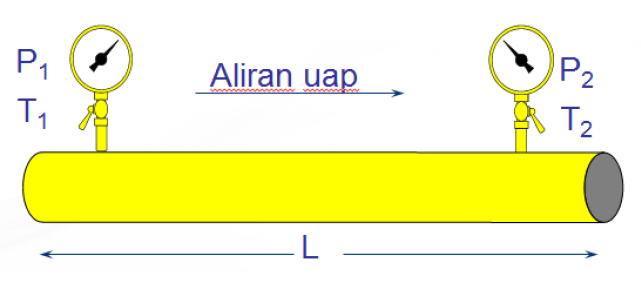 P₁
T₁
Aliran uap
P₂
T₂
L